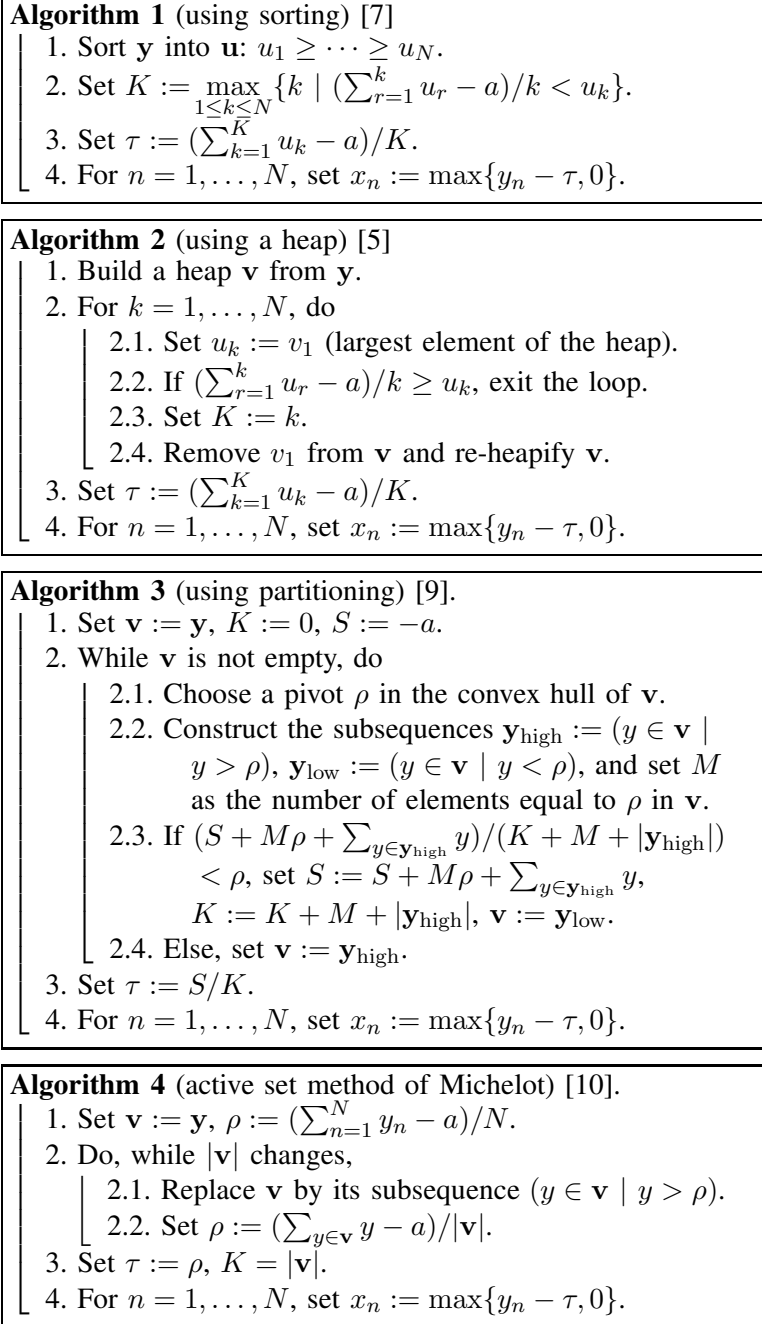 Algorithm 1 (using sorting) [7]
1. Sort y into u: u₁ ≥ ⋯ ≥ u_N.
2. Set K := max_{1≤k≤N} {k | (∑_{r=1}^{k} u_r − a)/k < u_k}.
3. Set τ := (∑_{k=1}^{K} u_k − a)/K.
4. For n = 1, . . . , N, set x_n := max{y_n − τ, 0}.
Algorithm 2 (using a heap) [5]
1. Build a heap v from y.
2. For k = 1, . . . , N, do
2.1. Set u_k := v₁ (largest element of the heap).
2.2. If (∑_{r=1}^{k} u_r − a)/k ≥ u_k, exit the loop.
2.3. Set K := k.
2.4. Remove v₁ from v and re-heapify v.
3. Set τ := (∑_{k=1}^{K} u_k − a)/K.
4. For n = 1, . . . , N, set x_n := max{y_n − τ, 0}.
Algorithm 3 (using partitioning) [9].
1. Set v := y, K := 0, S := −a.
2. While v is not empty, do
2.1. Choose a pivot ρ in the convex hull of v.
2.2. Construct the subsequences y_high := (y ∈ v |
y > ρ), y_low := (y ∈ v | y < ρ), and set M
as the number of elements equal to ρ in v.
2.3. If (S + Mρ + ∑_{y∈y_high} y)/(K + M + |y_high|)
< ρ, set S := S + Mρ + ∑_{y∈y_high} y,
K := K + M + |y_high|, v := y_low.
2.4. Else, set v := y_high.
3. Set τ := S/K.
4. For n = 1, . . . , N, set x_n := max{y_n − τ, 0}.
Algorithm 4 (active set method of Michelot) [10].
1. Set v := y, ρ := (∑_{n=1}^{N} y_n − a)/N.
2. Do, while |v| changes,
2.1. Replace v by its subsequence (y ∈ v | y > ρ).
2.2. Set ρ := (∑_{y∈v} y − a)/|v|.
3. Set τ := ρ, K = |v|.
4. For n = 1, . . . , N, set x_n := max{y_n − τ, 0}.